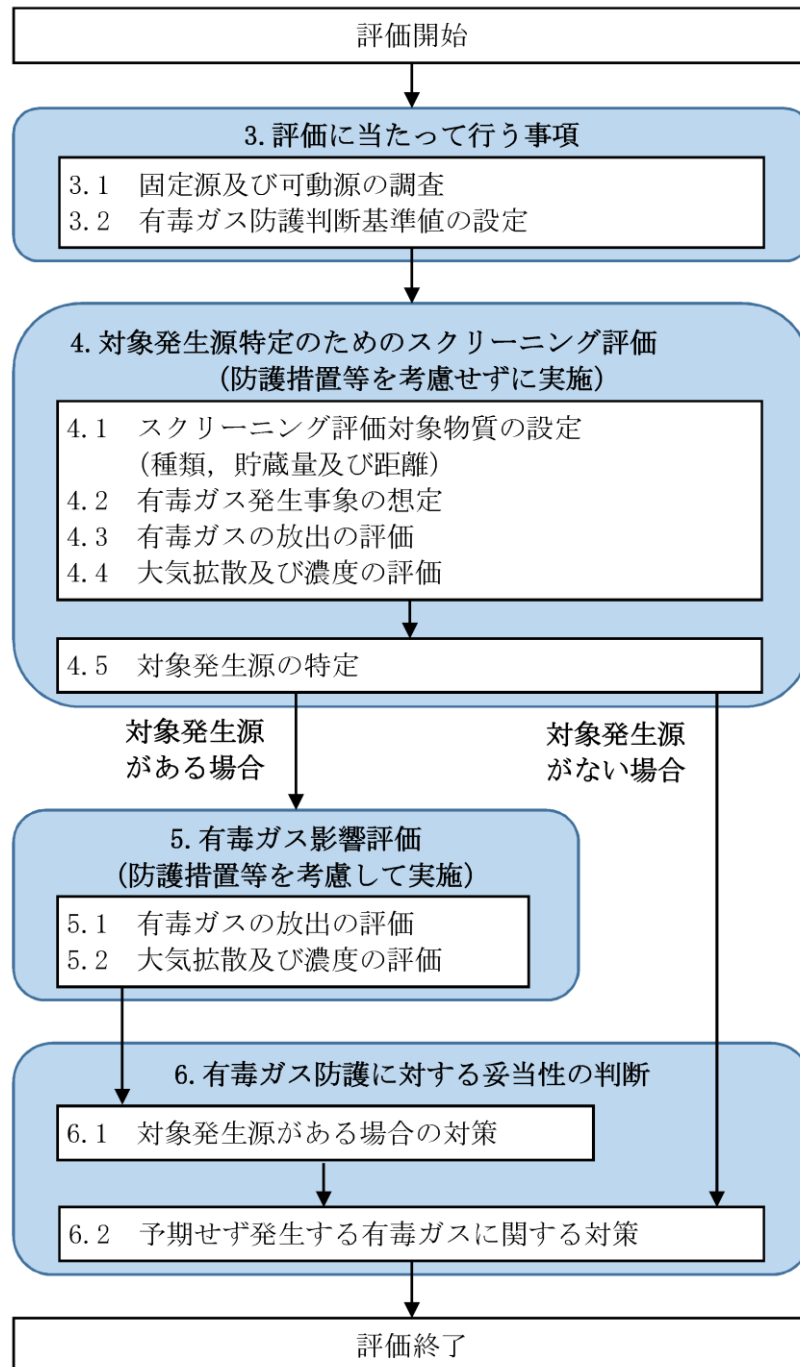 評価開始
3.評価に当たって行う事項
3.1 固定源及び可動源の調査
3.2 有毒ガス防護判断基準値の設定
4.対象発生源特定のためのスクリーニング評価
(防護措置等を考慮せずに実施)
4.1 スクリーニング評価対象物質の設定
(種類，貯蔵量及び距離)
4.2 有毒ガス発生事象の想定
4.3 有毒ガスの放出の評価
4.4 大気拡散及び濃度の評価
4.5 対象発生源の特定
対象発生源
がある場合
対象発生源
がない場合
5.有毒ガス影響評価
(防護措置等を考慮して実施)
5.1 有毒ガスの放出の評価
5.2 大気拡散及び濃度の評価
6.有毒ガス防護に対する妥当性の判断
6.1 対象発生源がある場合の対策
6.2 予期せず発生する有毒ガスに関する対策
評価終了